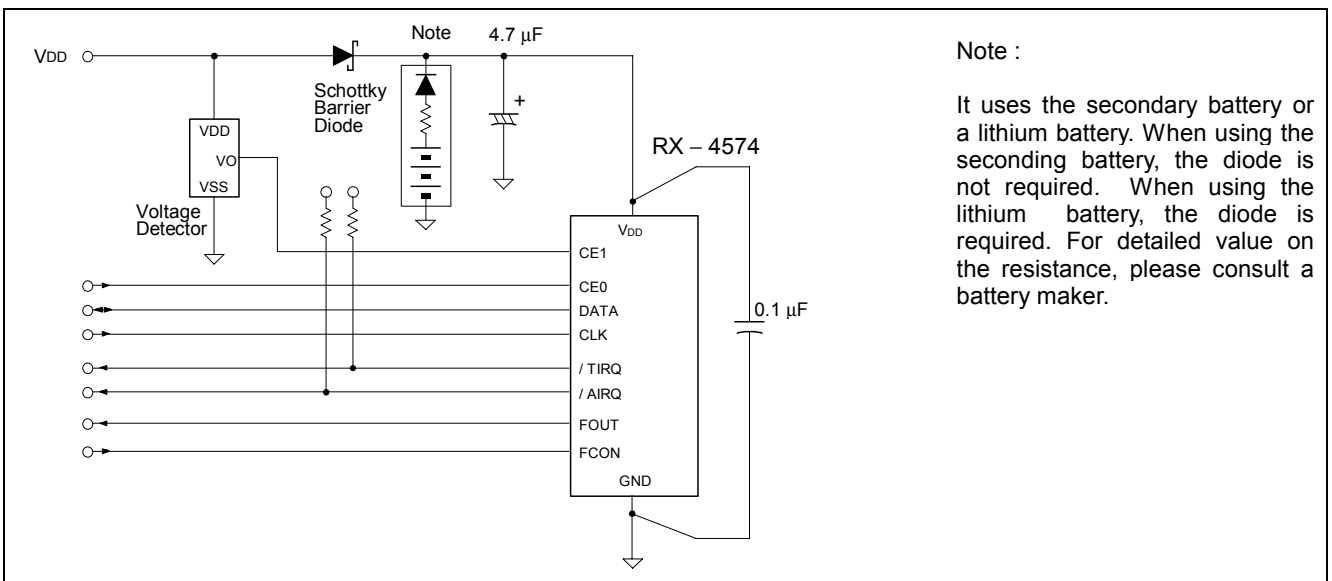 Note
4.7 µF
VDD
Schottky
Barrier
Diode
+
VDD
VO
VSS
Voltage
Detector
RX – 4574
VDD
CE1
CE0
DATA
CLK
/ TIRQ
/ AIRQ
FOUT
FCON
GND
0.1 µF
Note :
It uses the secondary battery or
a lithium battery. When using the
seconding battery, the diode is
not required. When using the
lithium battery, the diode is
required. For detailed value on
the resistance, please consult a
battery maker.